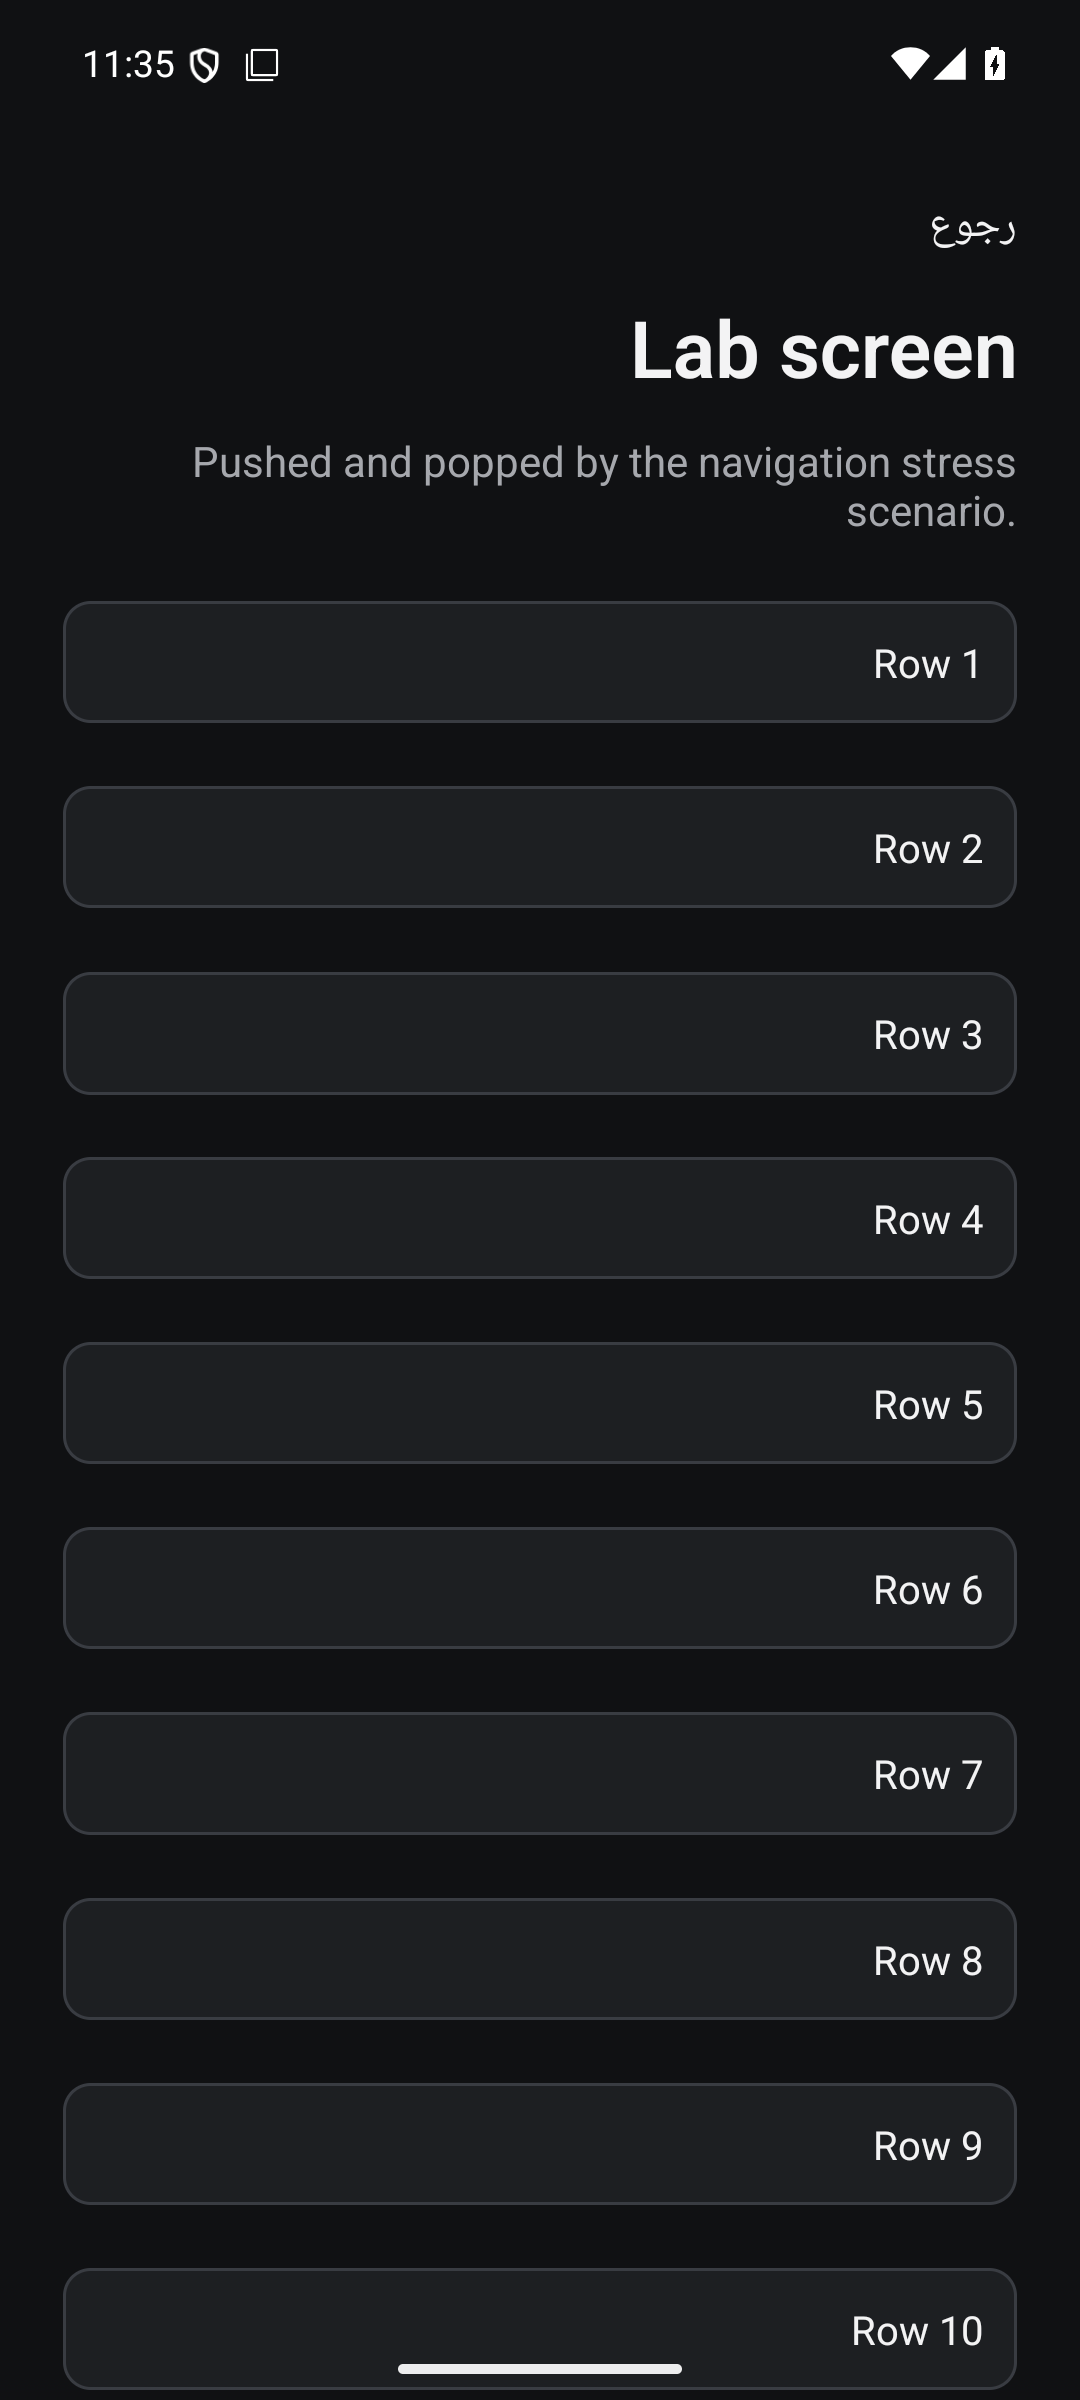 11:35
رجوع
Lab screen
Pushed and popped by the navigation stress
scenario.
Row 1
Row 2
Row 3
Row 4
Row 5
Row 6
Row 7
Row 8
Row 9
Row 10